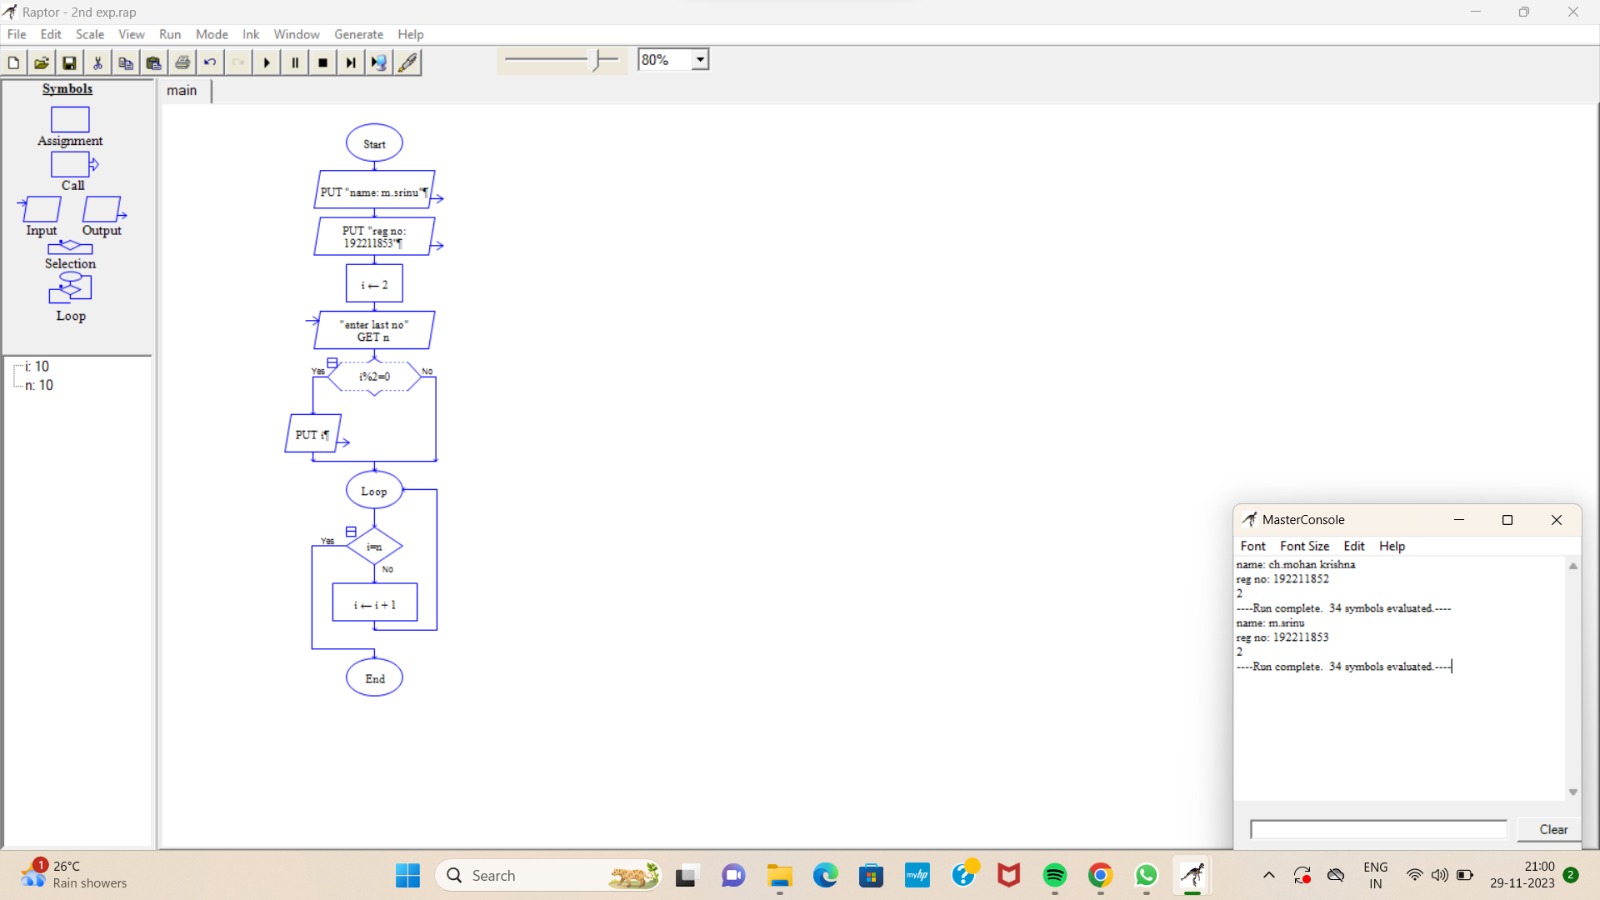 Raptor - 2nd exp.rap
File Edit Scale View Run Mode Ink Window Generate Help
80%
Symbols
Assignment
Call
Input Output
Selection
Loop
i: 10
n: 10
main
Start
PUT "name: m.srinu"¶
PUT "reg no:
192211853"¶
i ← 2
"enter last no"
GET n
Yes i%2=0 No
PUT i¶
Loop
Yes i=n
No
i ← i + 1
End
MasterConsole
Font Font Size Edit Help
name: ch.mohan krishna
reg no: 192211852
2
----Run complete. 34 symbols evaluated.----
name: m.srinu
reg no: 192211853
2
----Run complete. 34 symbols evaluated.----
Clear
1
26°C
Rain showers
Search
myhp
ENG
IN
21:00
29-11-2023
2